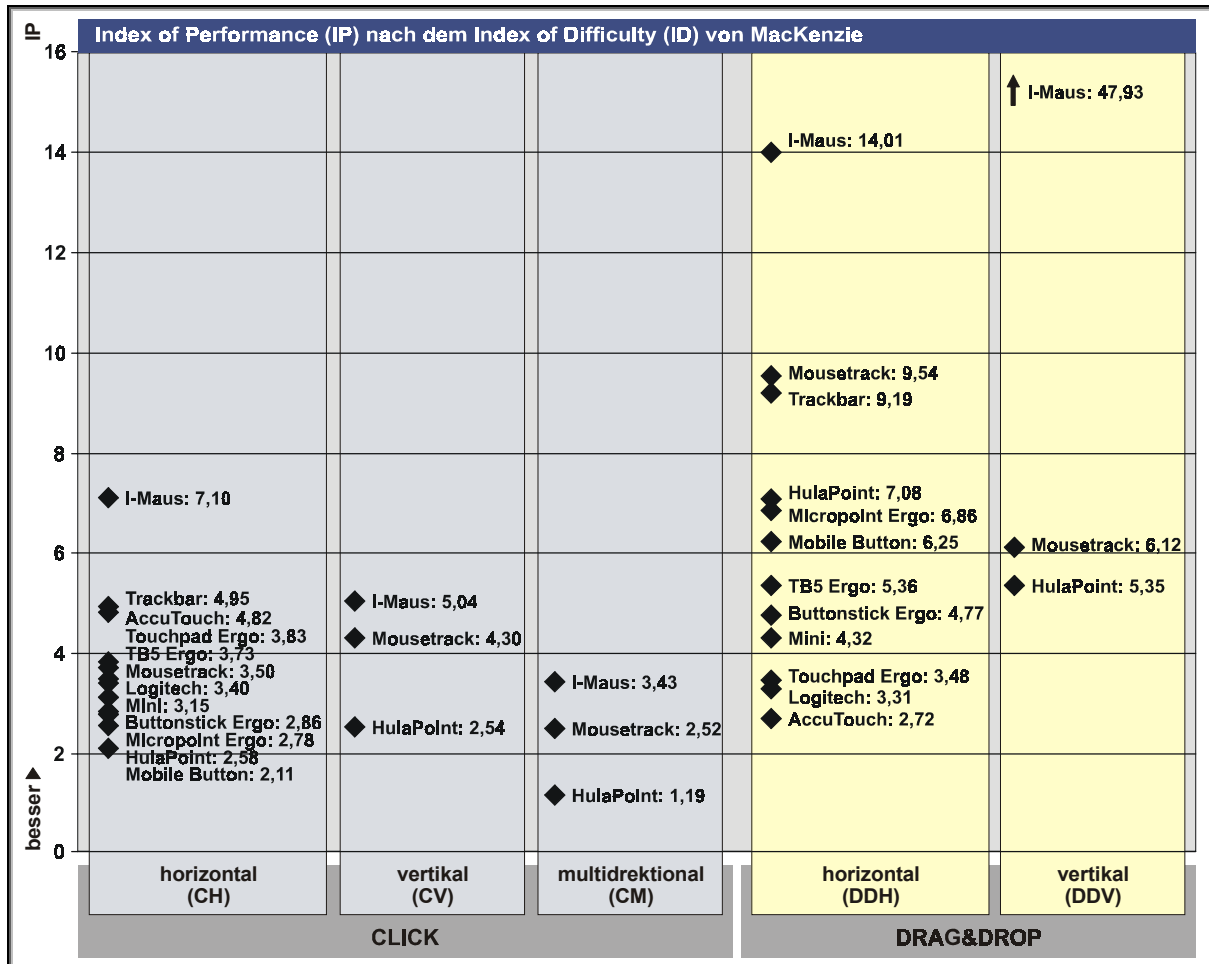 IP
Index of Performance (IP) nach dem Index of Difficulty (ID) von MacKenzie
16
14
12
10
8
6
4
2
0
besser ▶
I-Maus: 7,10
Trackbar: 4,95
AccuTouch: 4,82
Touchpad Ergo: 3,83
TB5 Ergo: 3,73
Mousetrack: 3,50
Logitech: 3,40
Mini: 3,15
Buttonstick Ergo: 2,86
Micropoint Ergo: 2,78
HulaPoint: 2,58
Mobile Button: 2,11
I-Maus: 5,04
Mousetrack: 4,30
HulaPoint: 2,54
I-Maus: 3,43
Mousetrack: 2,52
HulaPoint: 1,19
I-Maus: 14,01
Mousetrack: 9,54
Trackbar: 9,19
HulaPoint: 7,08
Micropoint Ergo: 6,86
Mobile Button: 6,25
TB5 Ergo: 5,36
Buttonstick Ergo: 4,77
Mini: 4,32
Touchpad Ergo: 3,48
Logitech: 3,31
AccuTouch: 2,72
I-Maus: 47,93
Mousetrack: 6,12
HulaPoint: 5,35
horizontal
(CH)
vertikal
(CV)
multidrektional
(CM)
horizontal
(DDH)
vertikal
(DDV)
CLICK
DRAG&DROP